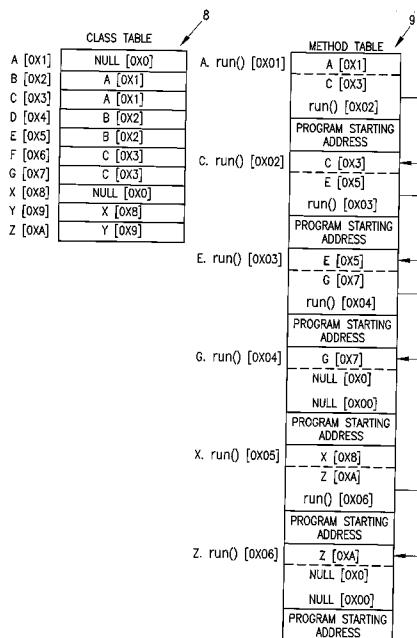 CLASS TABLE 8
A [0X1] NULL [0X0]
B [0X2] A [0X1]
C [0X3] A [0X1]
D [0X4] B [0X2]
E [0X5] B [0X2]
F [0X6] C [0X3]
G [0X7] C [0X3]
X [0X8] NULL [0X0]
Y [0X9] X [0X8]
Z [0XA] Y [0X9]
METHOD TABLE 9
A. run() [0X01] A [0X1]
C [0X3]
run() [0X02]
PROGRAM STARTING
ADDRESS
C. run() [0X02] C [0X3]
E [0X5]
run() [0X03]
PROGRAM STARTING
ADDRESS
E. run() [0X03] E [0X5]
G [0X7]
run() [0X04]
PROGRAM STARTING
ADDRESS
G. run() [0X04] G [0X7]
NULL [0X0]
NULL [0X00]
PROGRAM STARTING
ADDRESS
X. run() [0X05] X [0X8]
Z [0XA]
run() [0X06]
PROGRAM STARTING
ADDRESS
Z. run() [0X06] Z [0XA]
NULL [0X0]
NULL [0X00]
PROGRAM STARTING
ADDRESS